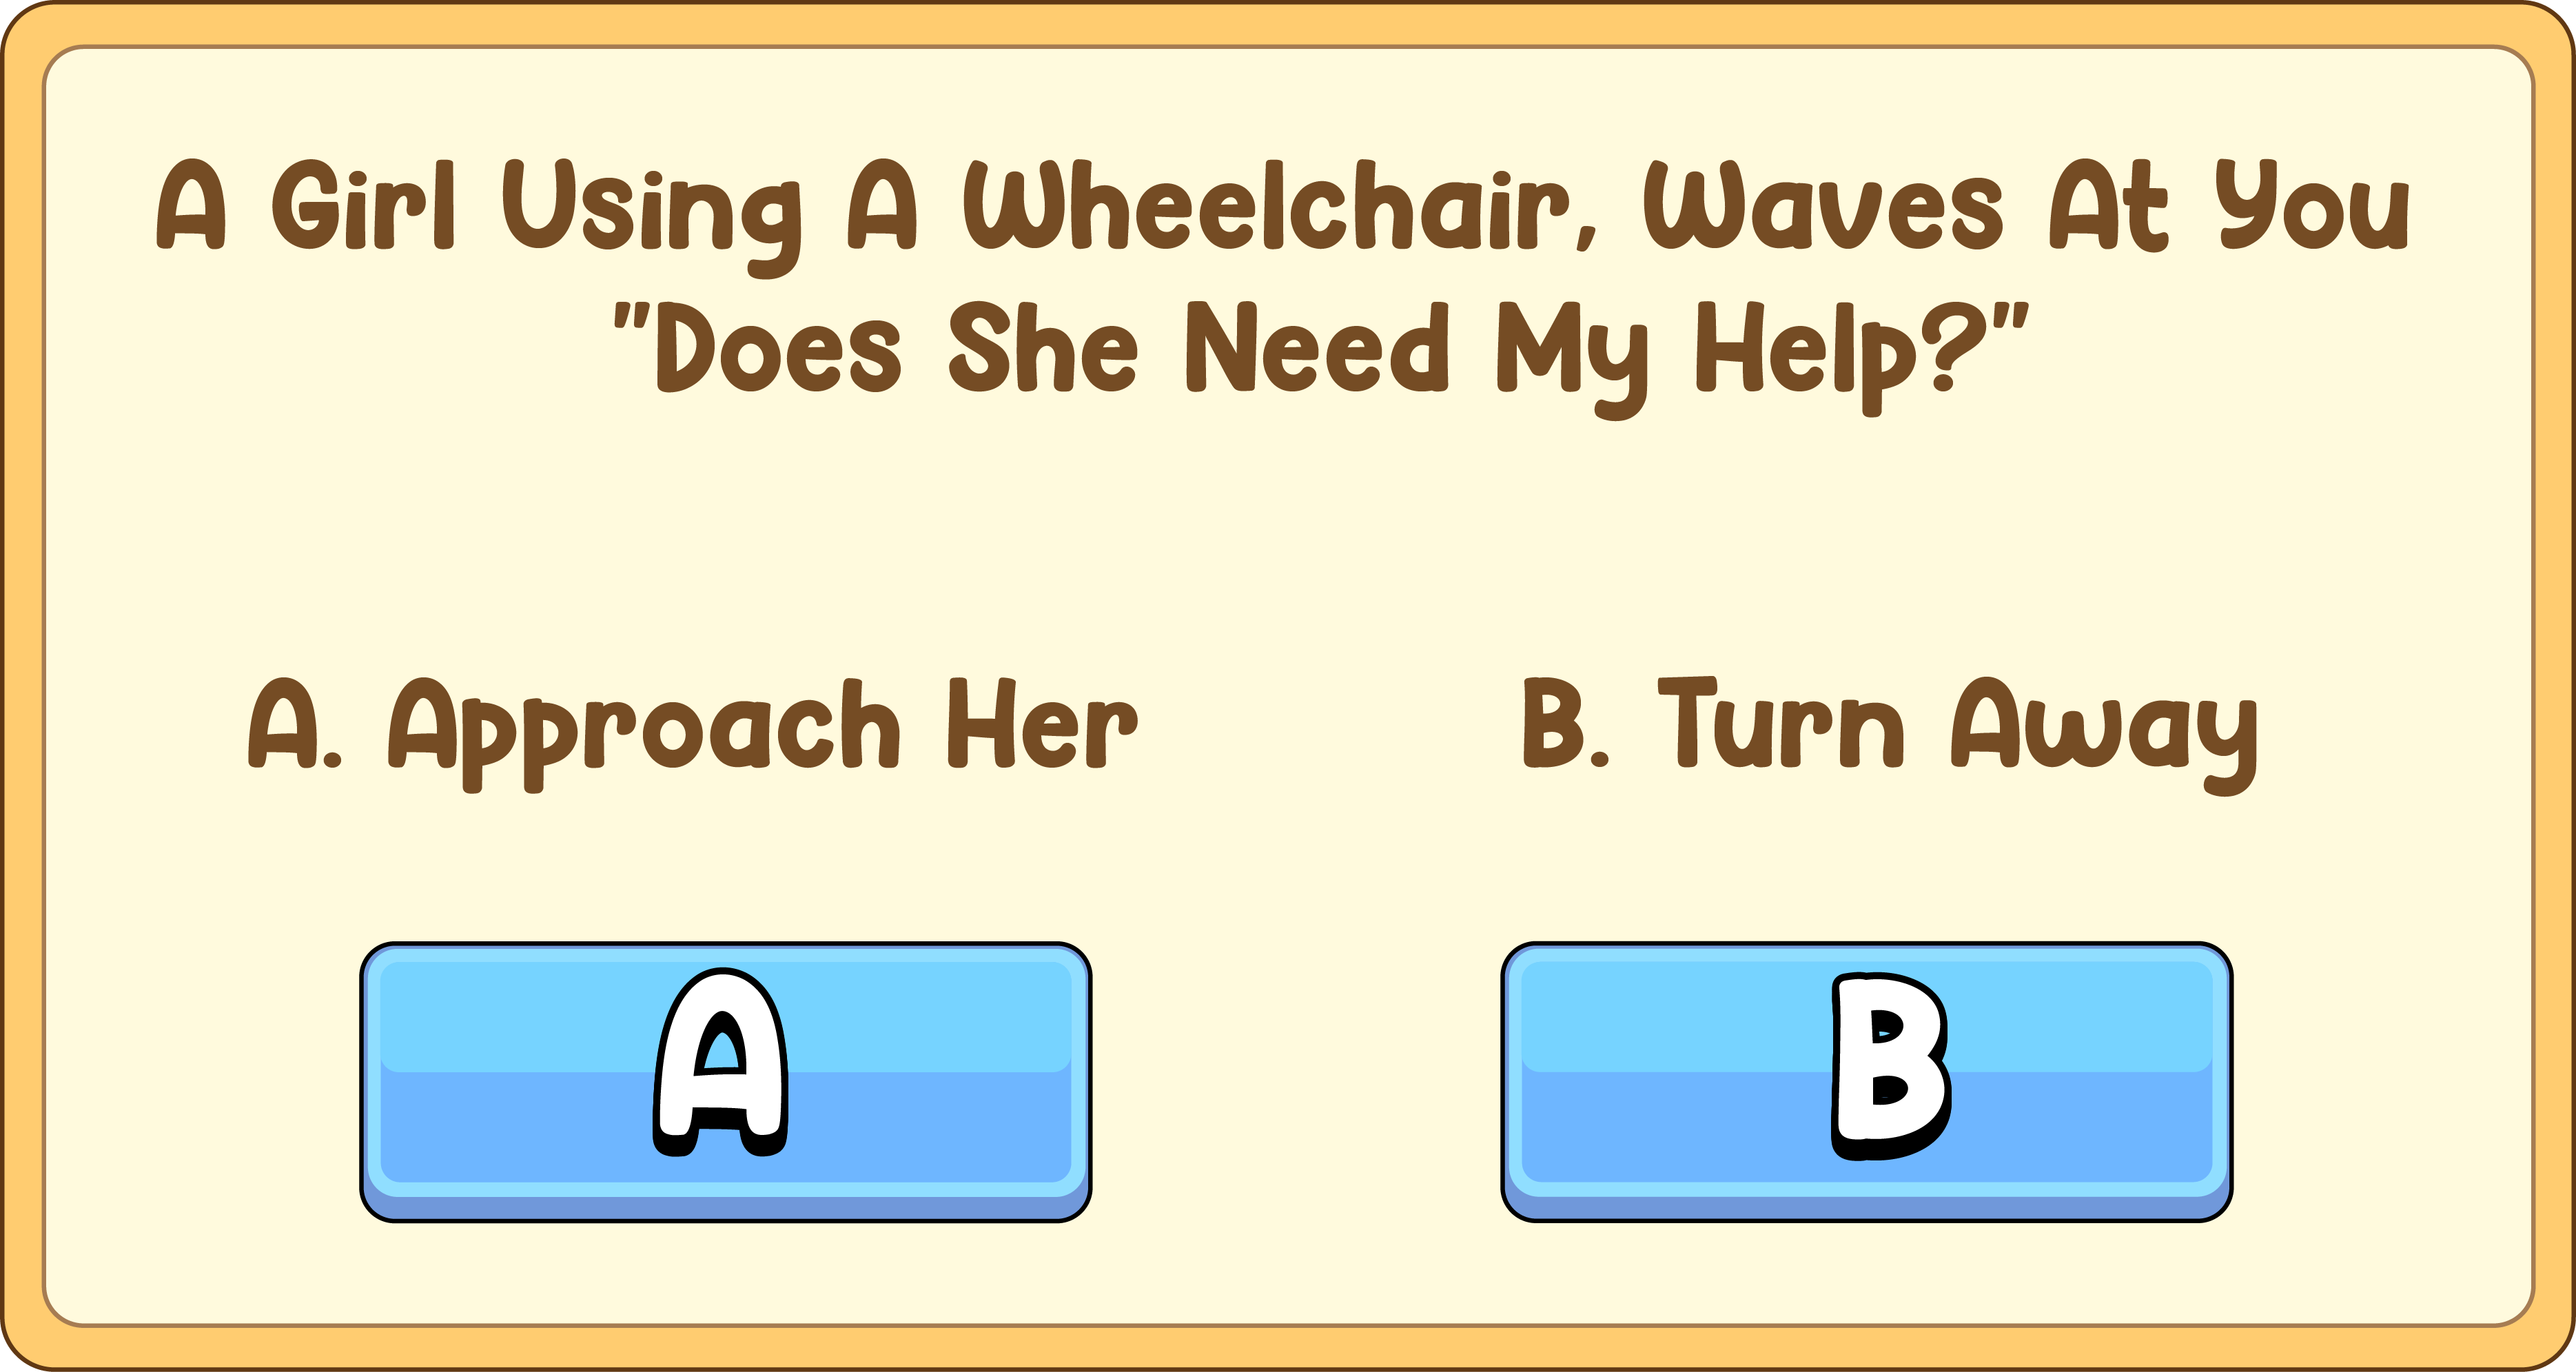 A Girl Using A Wheelchair, Waves At You
"Does She Need My Help?"
A. Approach Her
B. Turn Away
A
B